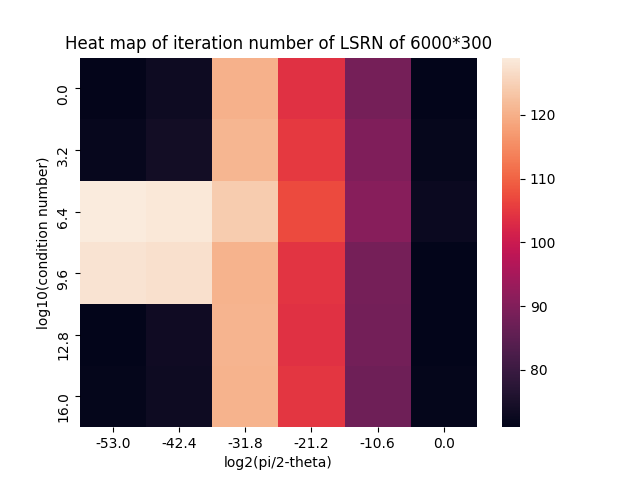 Heat map of iteration number of LSRN of 6000*300
log10(condition number)
0.0
3.2
6.4
9.6
12.8
16.0
-53.0 -42.4 -31.8 -21.2 -10.6 0.0
log2(pi/2-theta)
120
110
100
90
80